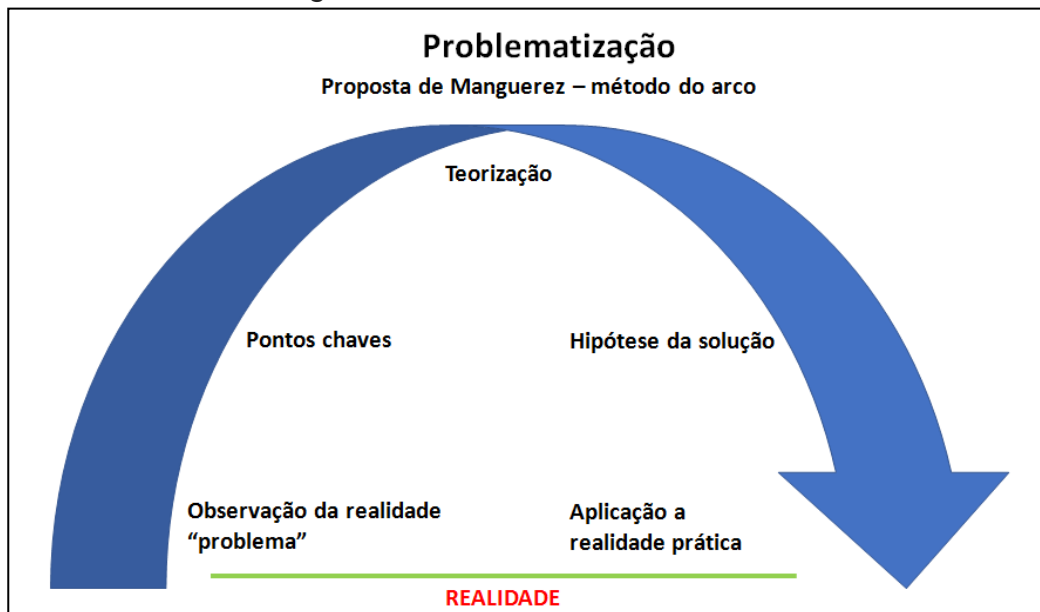 Problematização
Proposta de Manguerez – método do arco
Teorização
Pontos chaves
Hipótese da solução
Observação da realidade
“problema”
Aplicação a
realidade prática
REALIDADE